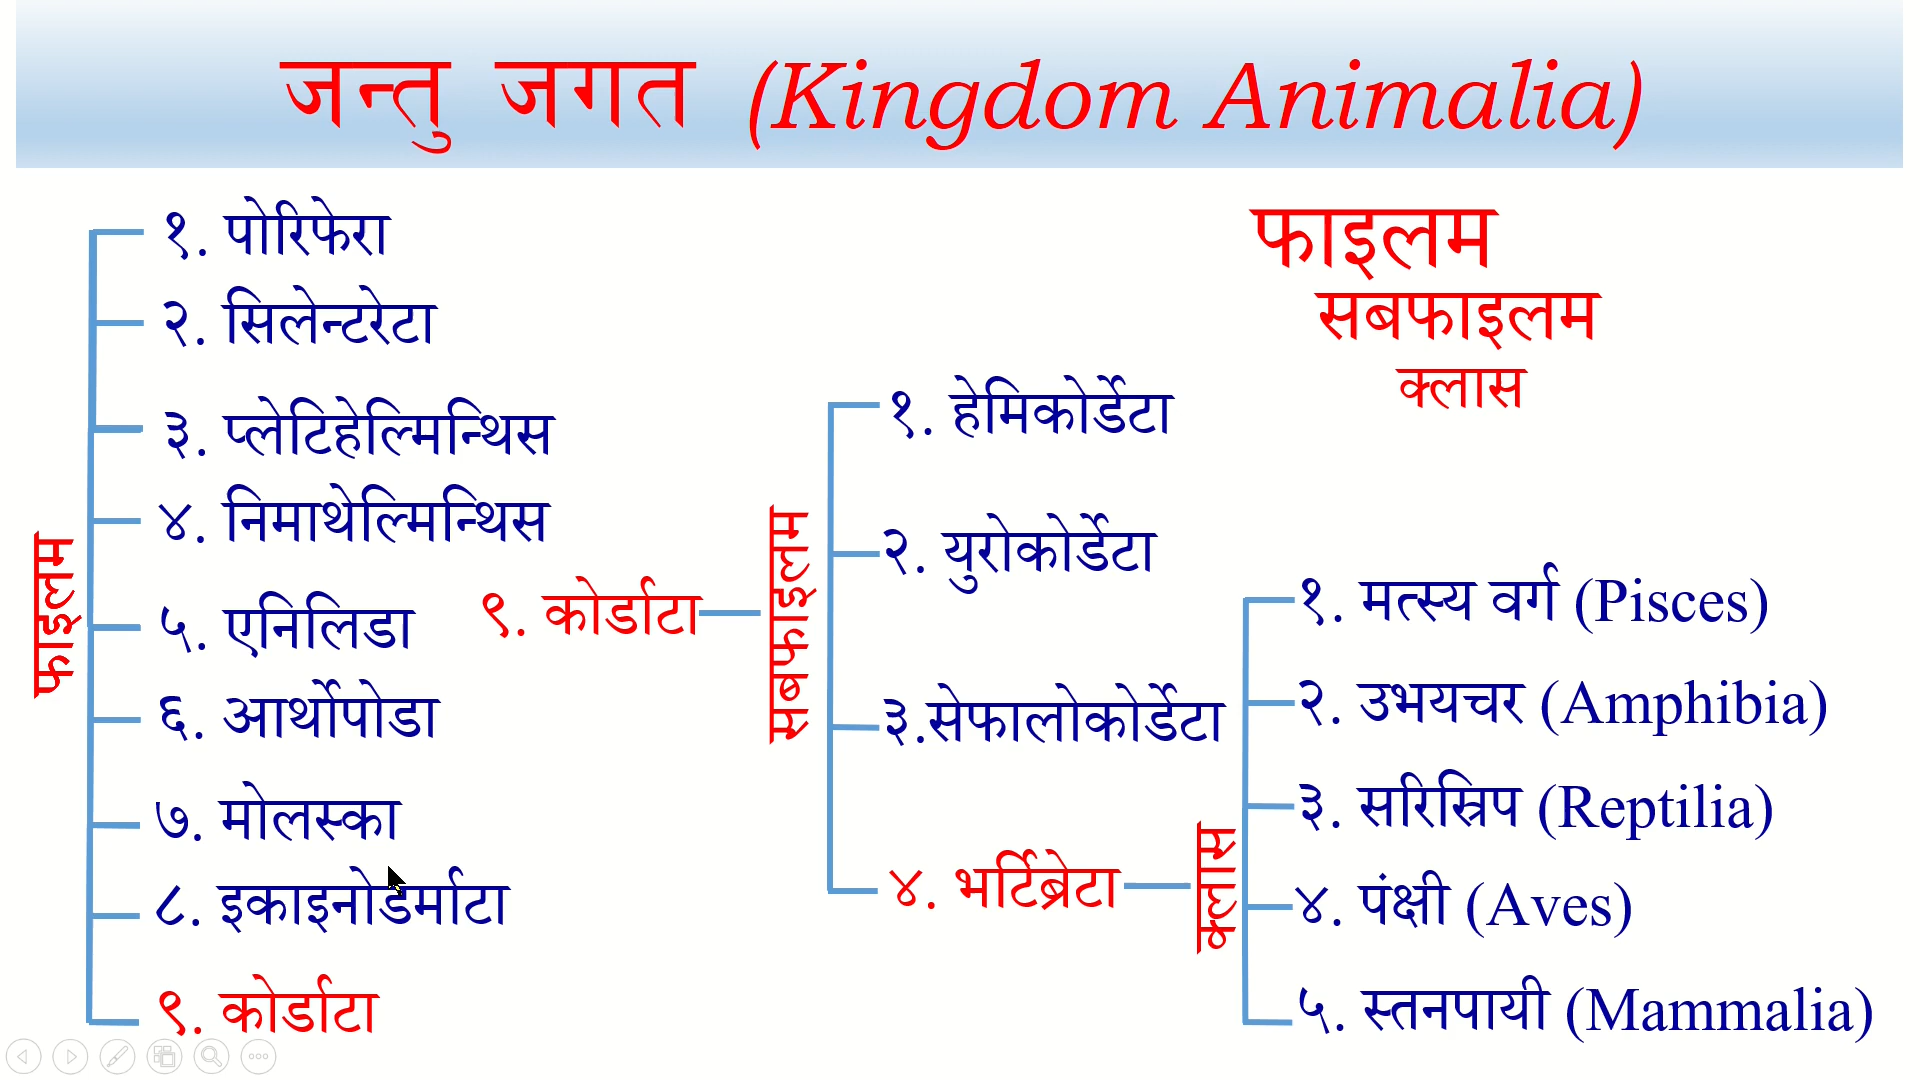 जन्तु जगत (Kingdom Animalia)
फाइलम
१. पोरिफेरा
२. सिलेन्टरेटा
३. प्लेटिहेल्मिन्थिस
४. निमाथेल्मिन्थिस
५. एनिलिडा
६. आर्थोपोडा
७. मोलस्का
८. इकाइनोडर्माटा
९. कोर्डाटा
९. कोर्डाटा
सबफाइलम
१. हेमिकोर्डेटा
२. युरोकोर्डेटा
३.सेफालोकोर्डेटा
४. भर्टिब्रेटा
फाइलम
सबफाइलम
क्लास
क्लास
१. मत्स्य वर्ग (Pisces)
२. उभयचर (Amphibia)
३. सरिस्रिप (Reptilia)
४. पंक्षी (Aves)
५. स्तनपायी (Mammalia)